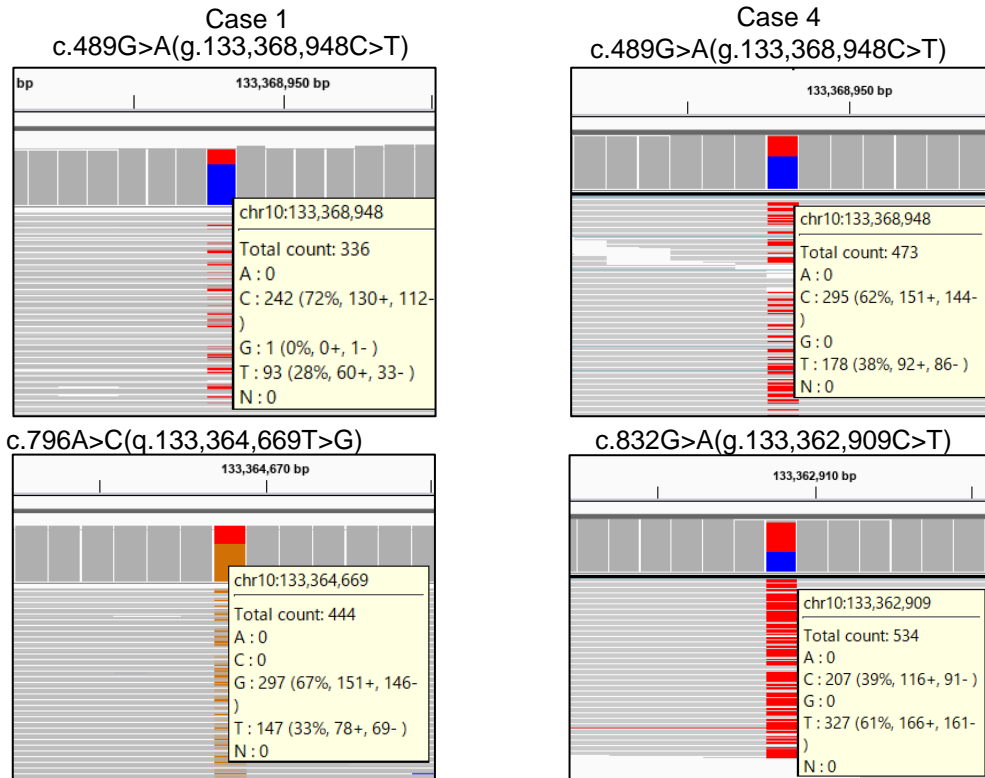 Case 1
c.489G>A(g.133,368,948C>T)
bp
133,368,950 bp
chr10:133,368,948
Total count: 336
A : 0
C : 242 (72%, 130+, 112-
)
G : 1 (0%, 0+, 1- )
T : 93 (28%, 60+, 33- )
N : 0
Case 4
c.489G>A(g.133,368,948C>T)
133,368,950 bp
chr10:133,368,948
Total count: 473
A : 0
C : 295 (62%, 151+, 144-
)
G : 0
T : 178 (38%, 92+, 86- )
N : 0
c.796A>C(q.133,364,669T>G)
133,364,670 bp
chr10:133,364,669
Total count: 444
A : 0
C : 0
G : 297 (67%, 151+, 146-
)
T : 147 (33%, 78+, 69- )
N : 0
c.832G>A(g.133,362,909C>T)
133,362,910 bp
chr10:133,362,909
Total count: 534
A : 0
C : 207 (39%, 116+, 91- )
G : 0
T : 327 (61%, 166+, 161-
)
N : 0